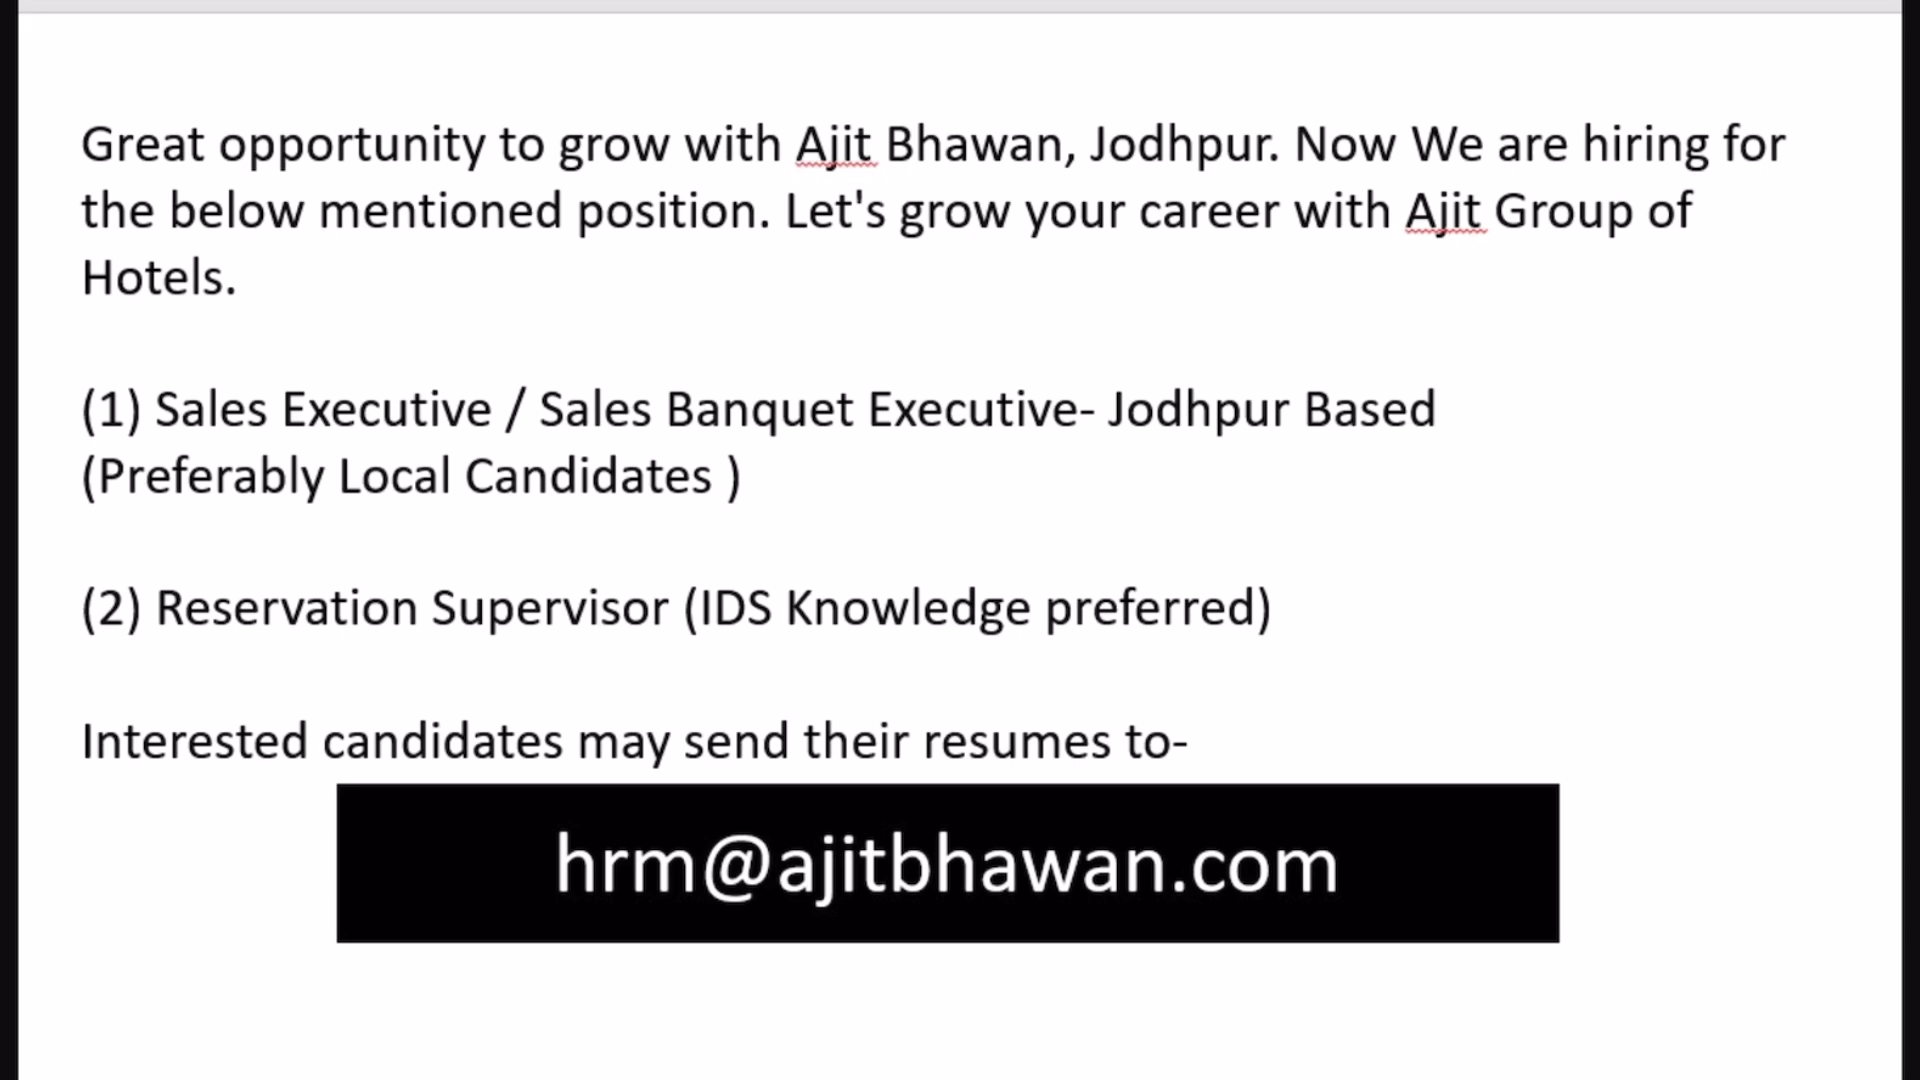 Great opportunity to grow with Ajit Bhawan, Jodhpur. Now We are hiring for
the below mentioned position. Let's grow your career with Ajit Group of
Hotels.
(1) Sales Executive / Sales Banquet Executive- Jodhpur Based
(Preferably Local Candidates )
(2) Reservation Supervisor (IDS Knowledge preferred)
Interested candidates may send their resumes to-
hrm@ajitbhawan.com